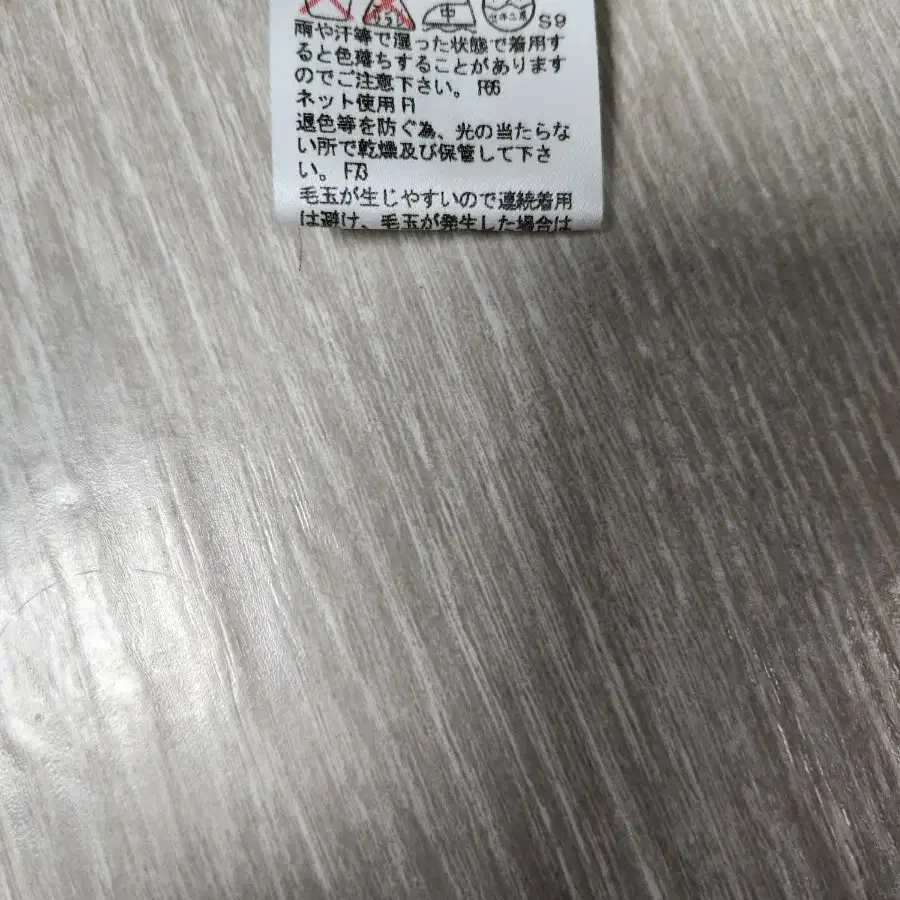 中 S9
雨や汗等で湿った状態で着用す
ると色落ちすることがあります
のでご注意下さい。 F66
ネット使用 F1
退色等を防ぐ為、光の当たらな
い所で乾燥及び保管して下さ
い。 F73
毛玉が生じやすいので連続着用
は避け、毛玉が発生した場合は